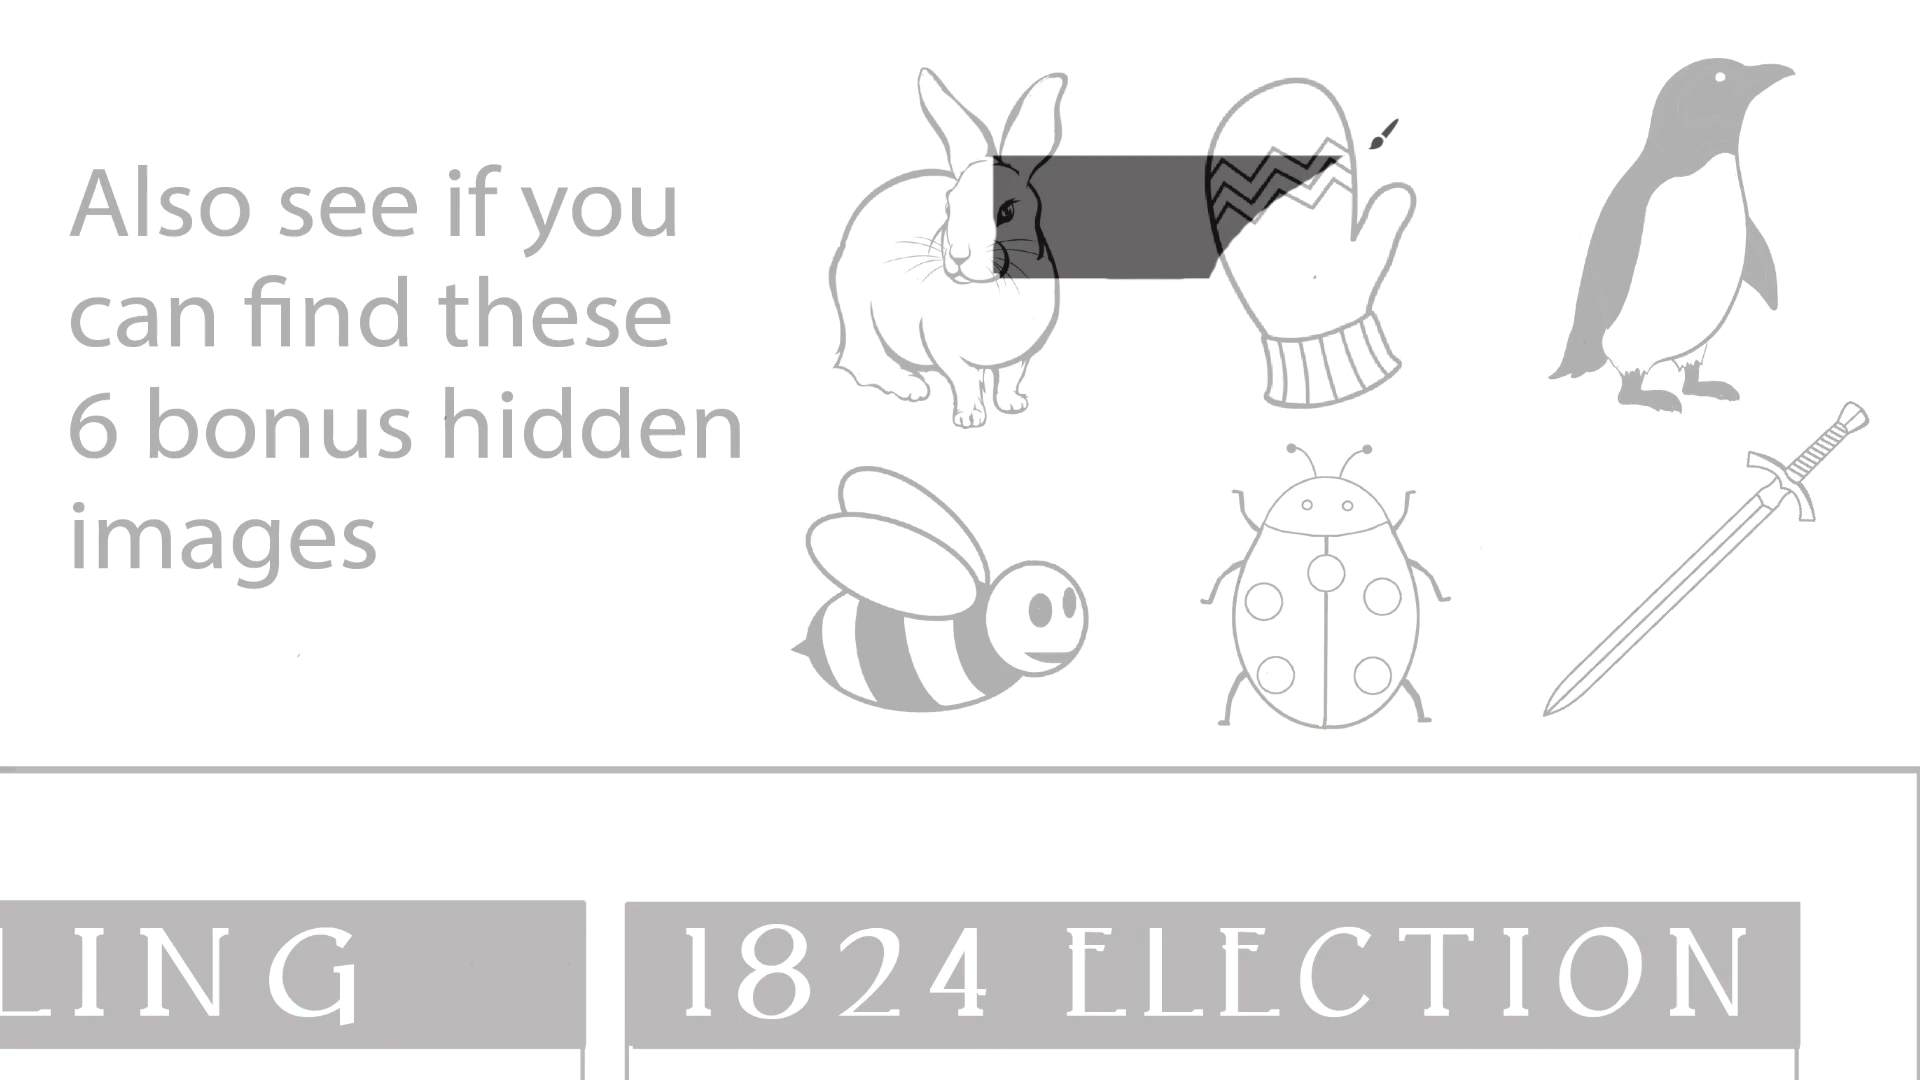 Also see if you
can find these
6 bonus hidden
images
LING
1824 ELECTION